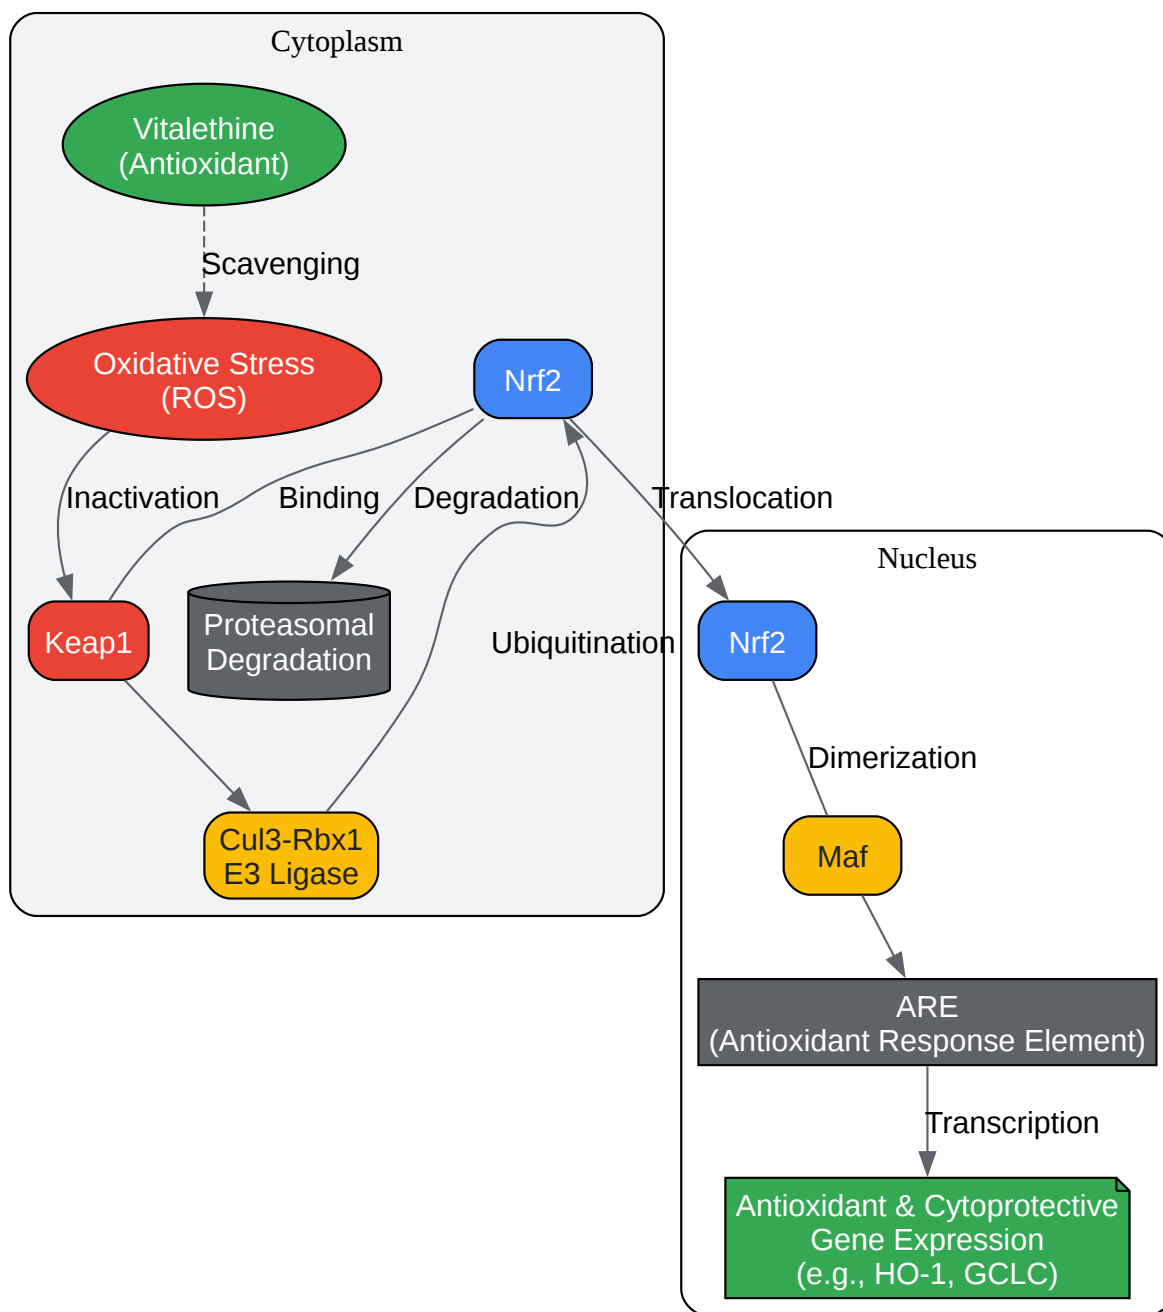 Cytoplasm
Vitalethine
(Antioxidant)
Scavenging
Oxidative Stress
(ROS)
Nrf2
Inactivation
Binding
Degradation
Translocation
Nucleus
Keap1
Proteasomal
Degradation
Ubiquitination
Nrf2
Dimerization
Cul3-Rbx1
E3 Ligase
Maf
ARE
(Antioxidant Response Element)
Transcription
Antioxidant & Cytoprotective
Gene Expression
(e.g., HO-1, GCLC)